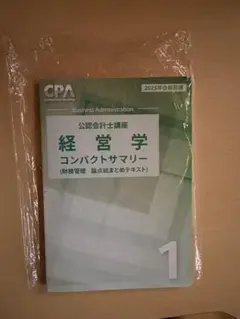 CPA
2025年合格目標
Business Administration
公認会計士講座
経営学
コンパクトサマリー
(財務管理 論点総まとめテキスト)
1